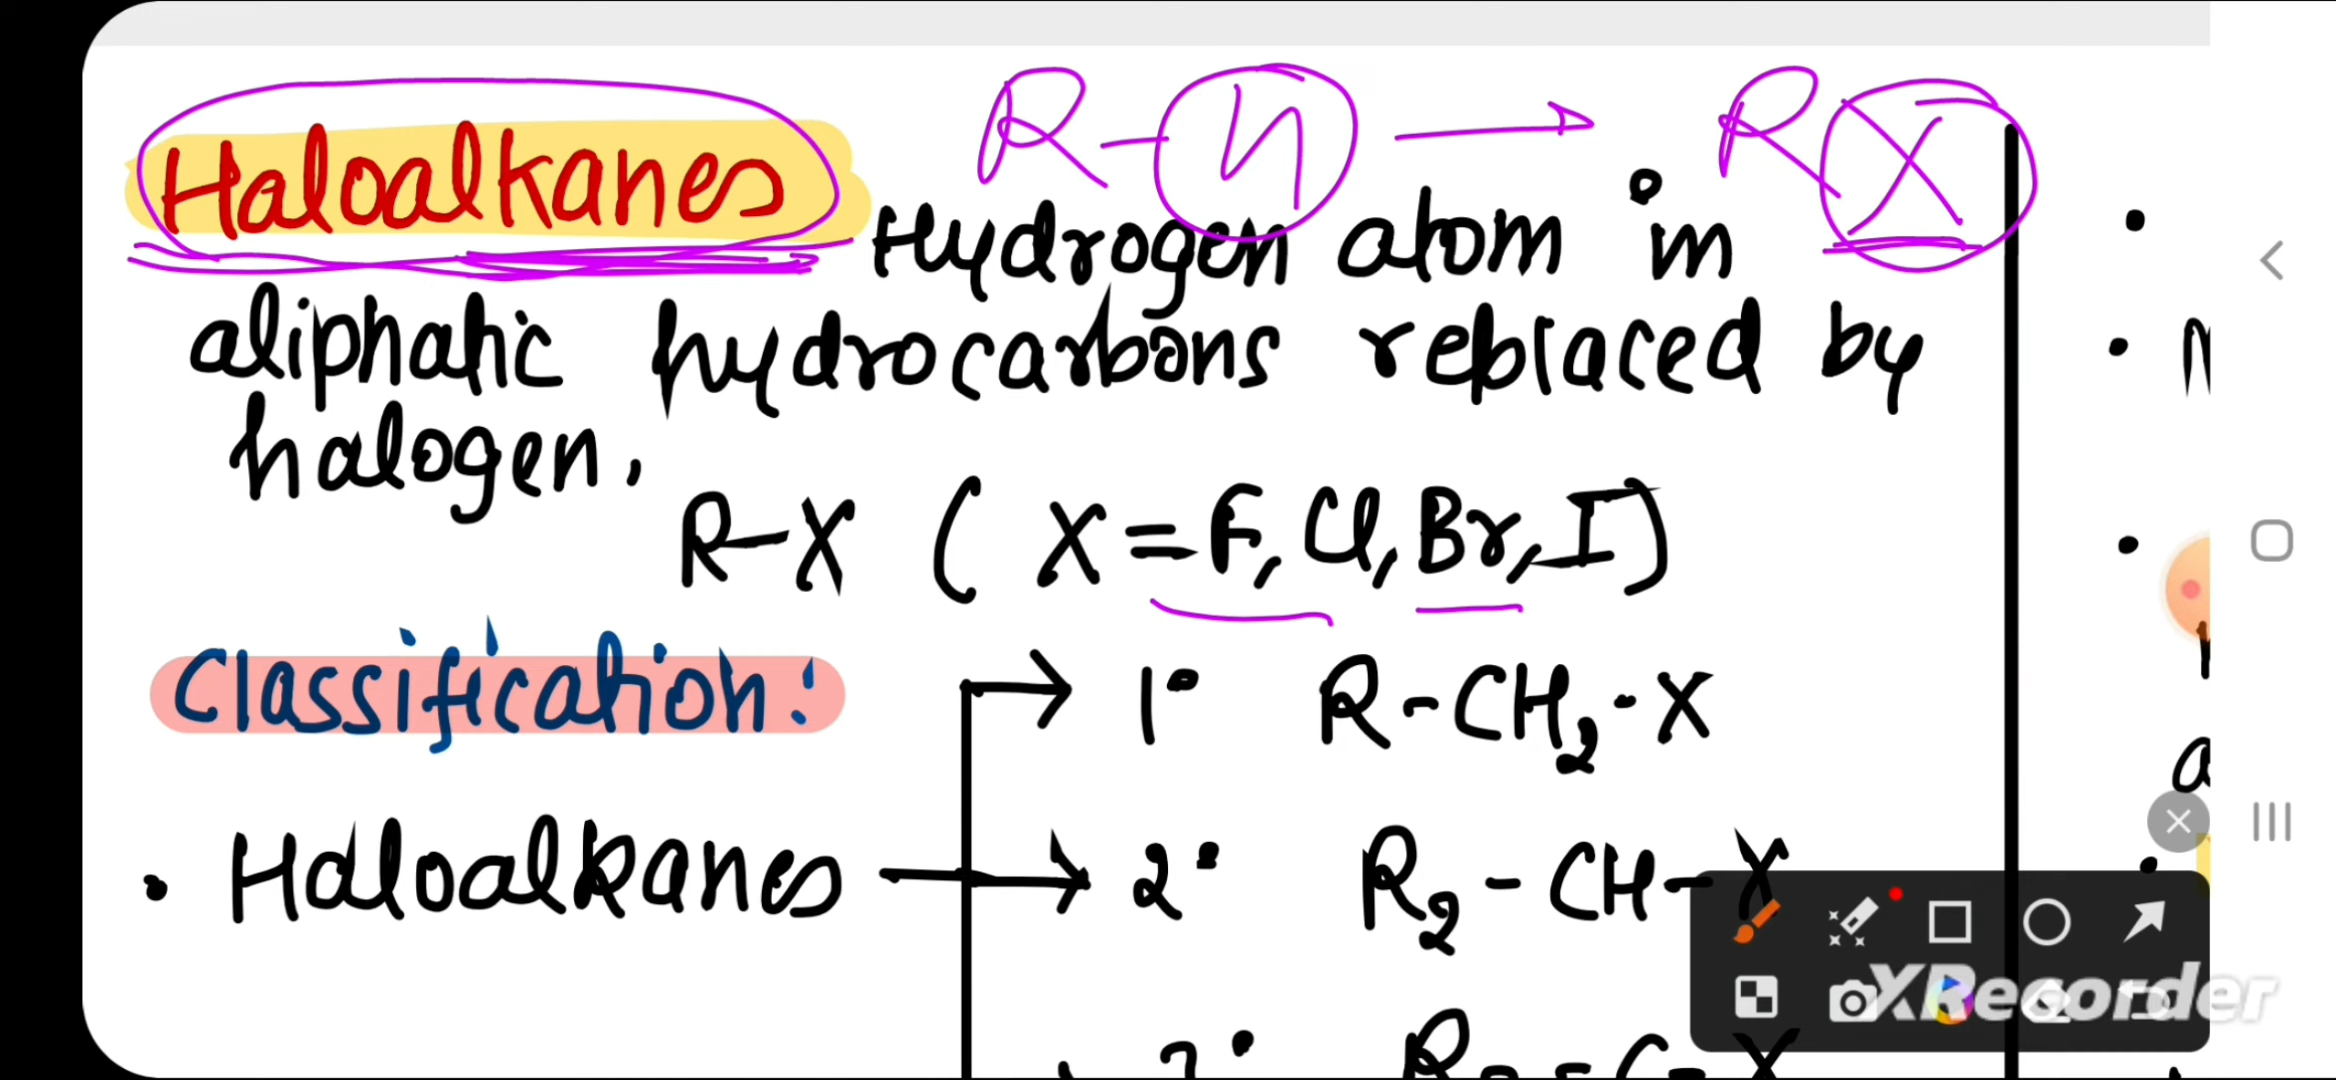 R-H → RX
Haloalkanes Hydrogen atom in
aliphatic hydrocarbons replaced by
halogen.
R-X ( X = F, Cl, Br, I )
Classification:
→ 1° R-CH₂-X
• Haloalkanes → 2° R₂-CH-X
XRecorder